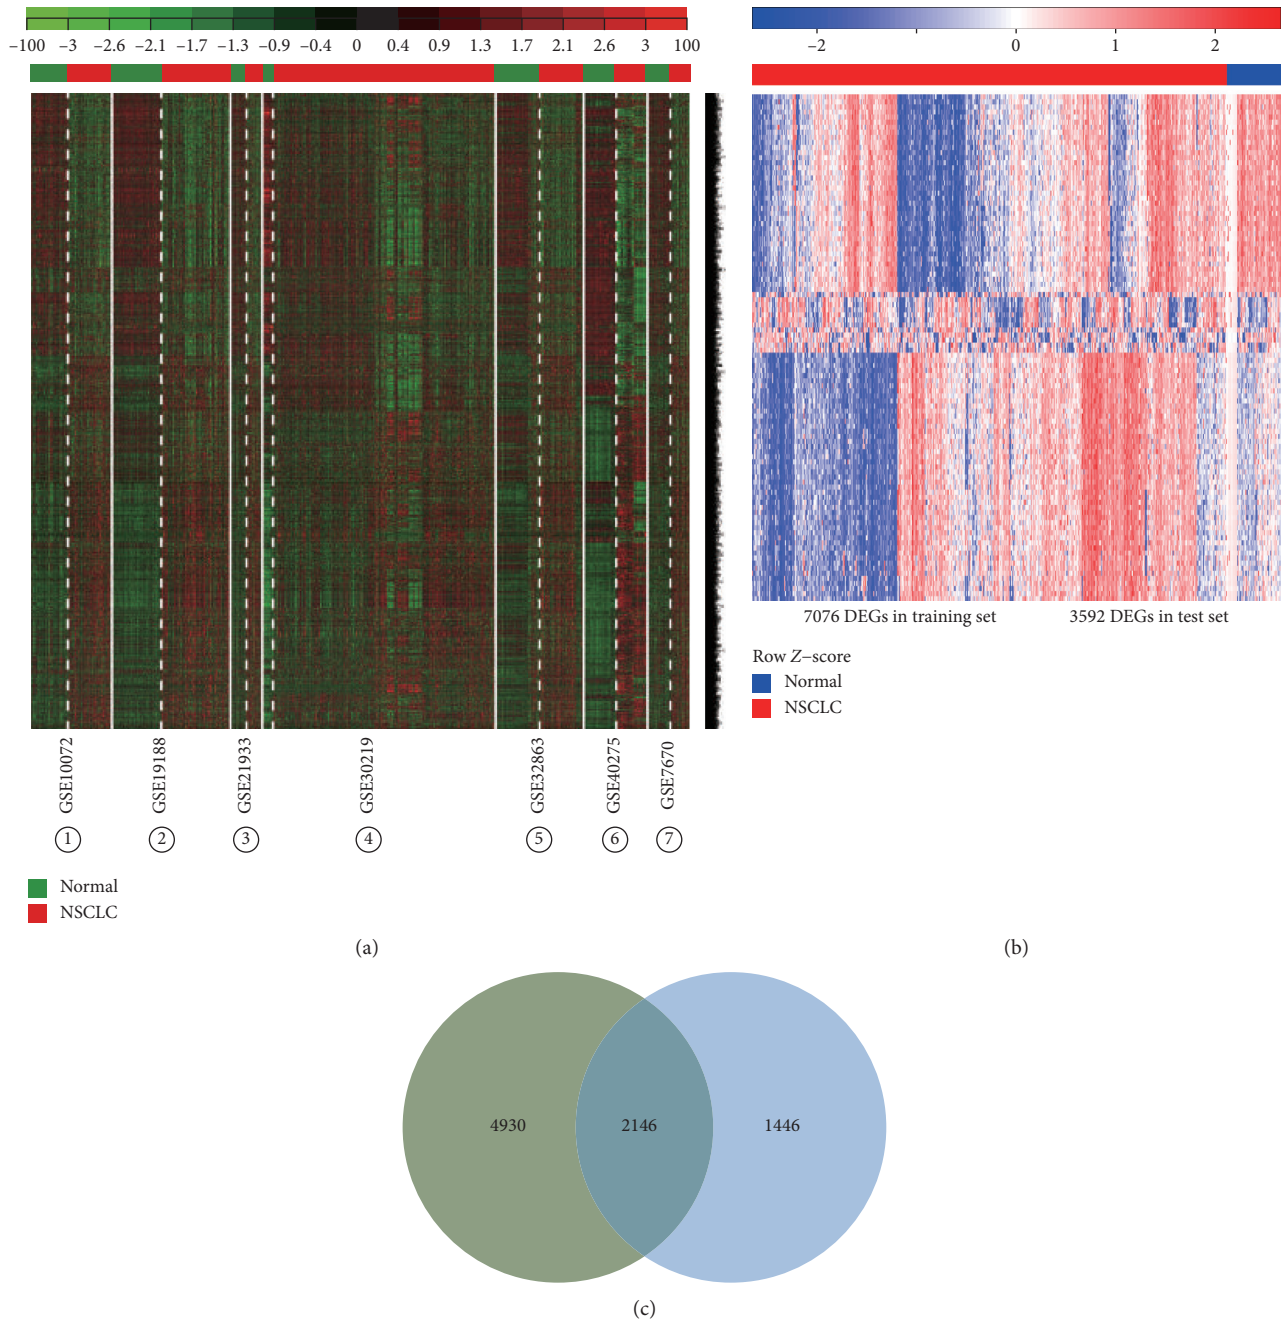 −100 −3 −2.6 −2.1 −1.7 −1.3 −0.9 −0.4 0 0.4 0.9 1.3 1.7 2.1 2.6 3 100
GSE10072
GSE19188
GSE21933
GSE30219
GSE32863
GSE40275
GSE7670
1 2 3 4 5 6 7
Normal
NSCLC
(a)
−2 0 1 2
7076 DEGs in training set 3592 DEGs in test set
Row Z−score
Normal
NSCLC
(b)
4930 2146 1446
(c)